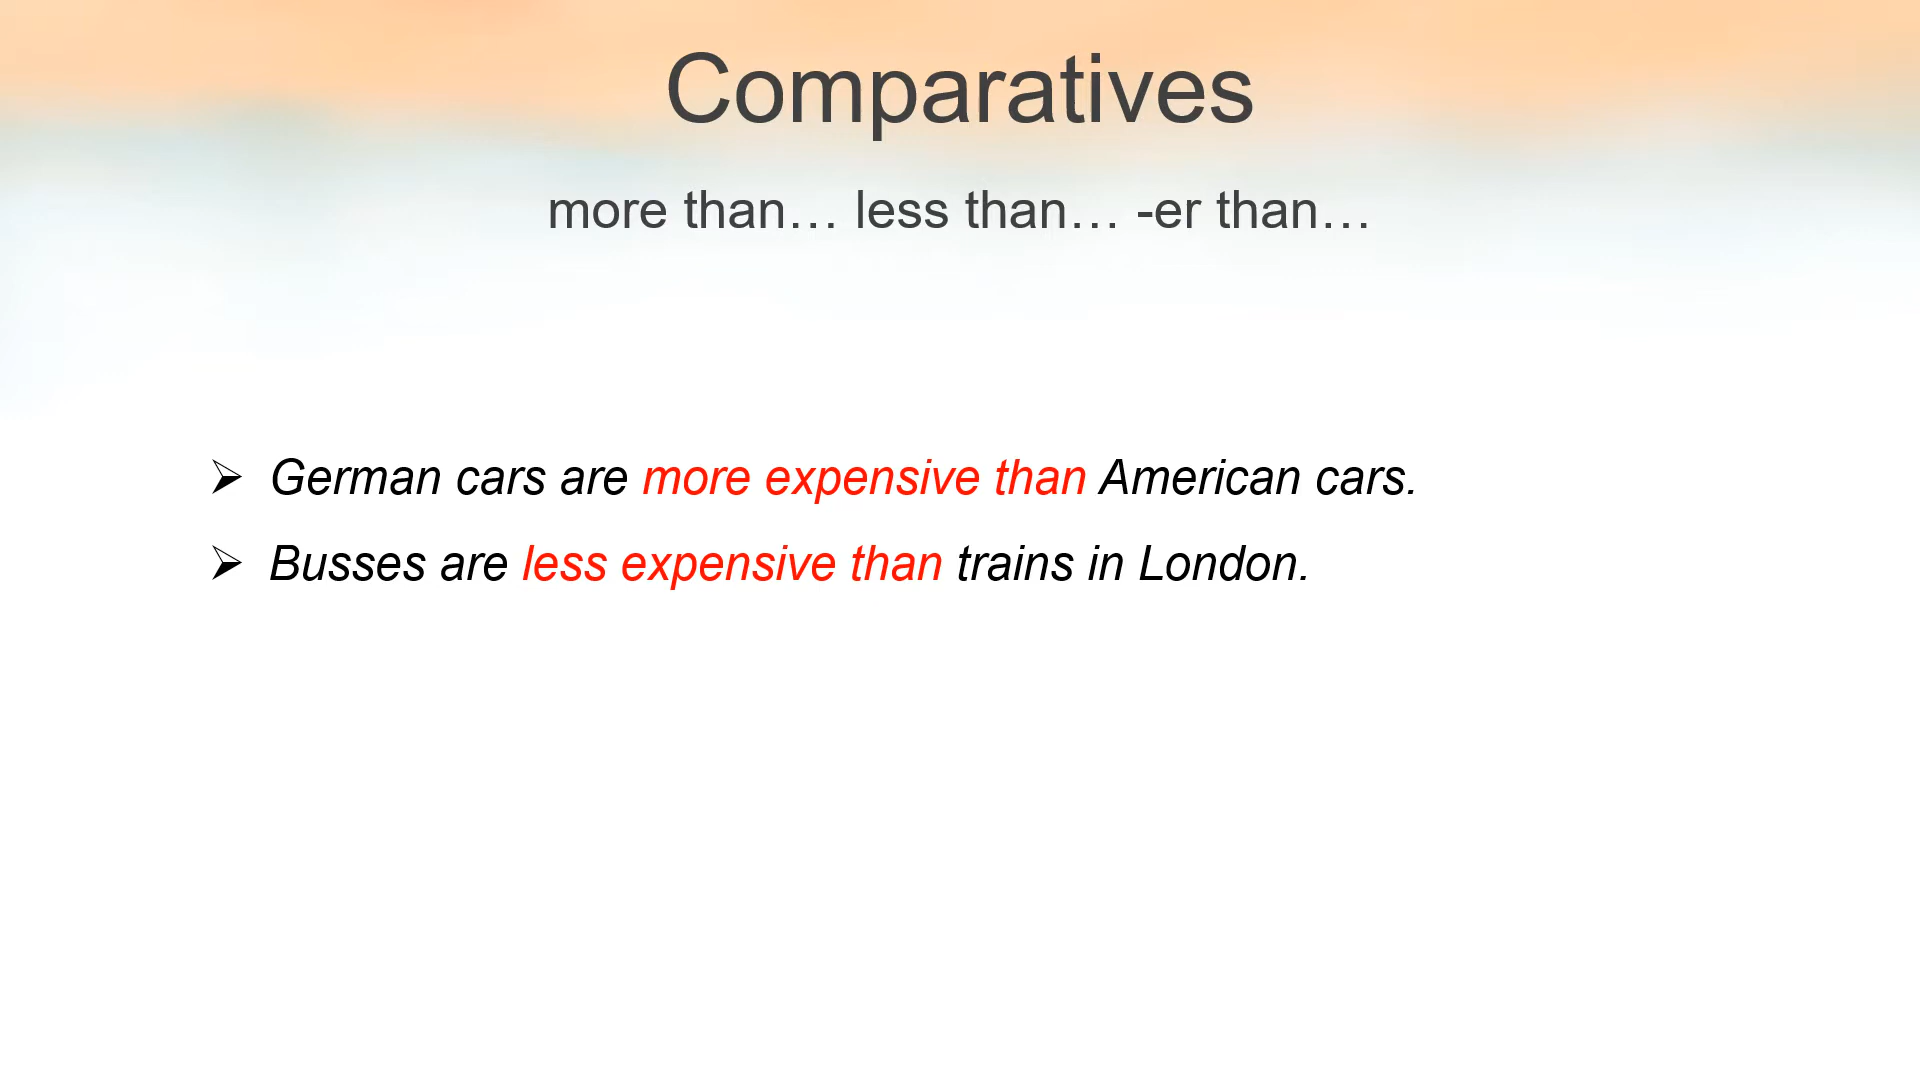 Comparatives
more than… less than… -er than…
➢ German cars are more expensive than American cars.
➢ Busses are less expensive than trains in London.